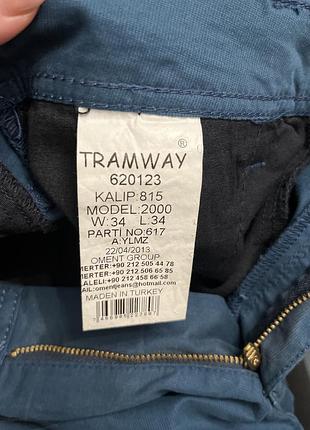 TRAMWAY ®
620123
KALIP:815
MODEL:2000
W:34 L:34
PARTI NO:617
A:YLMZ
22/04/2013
OMENT GROUP
MERTER:+90 212 505 44 78
MERTER:+90 212 506 65 85
LALELI:+90 212 458 66 58
mail:omentjeans@hotmail.com
MADE IN TURKEY